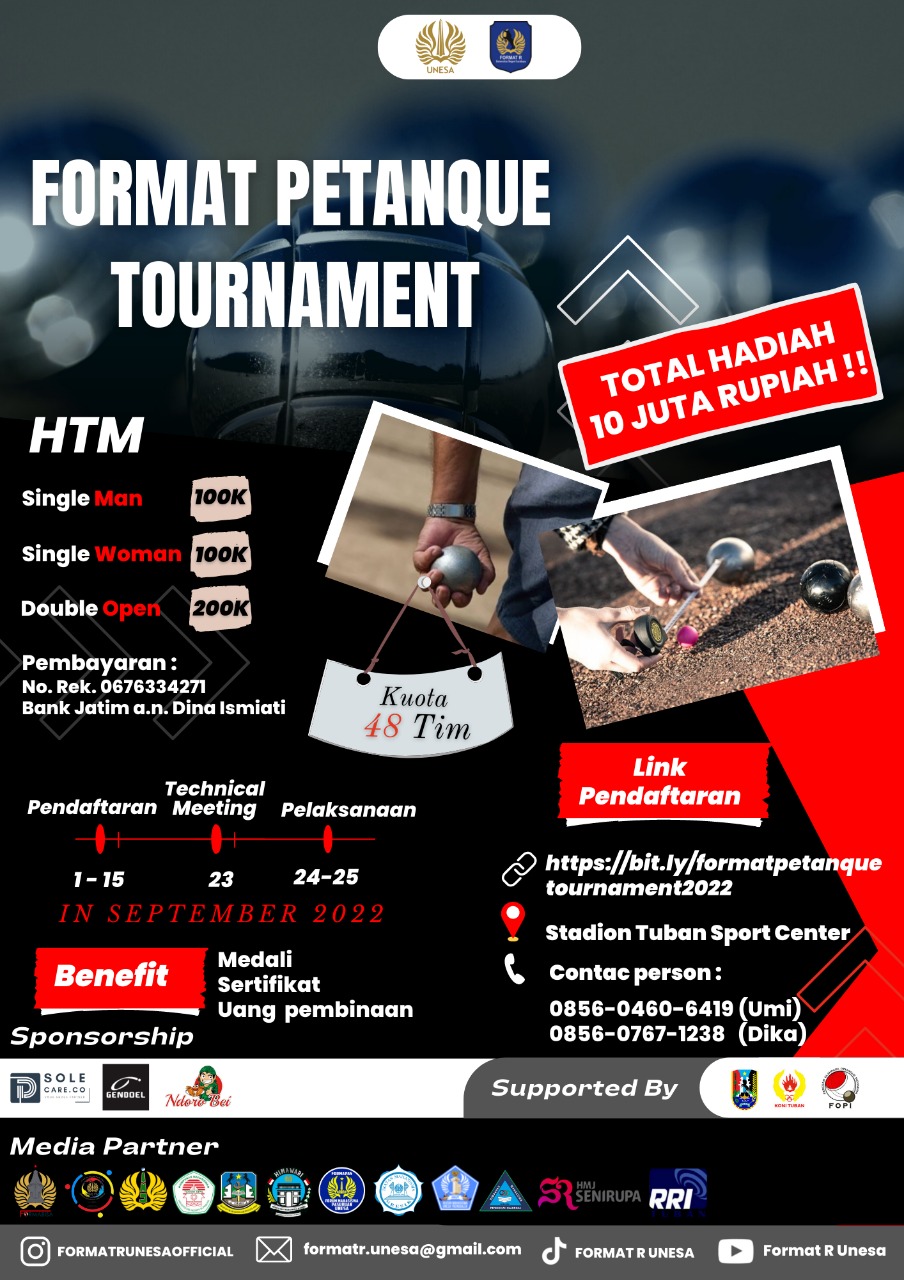 UNESA
FORMAT R
FORMAT PETANQUE
TOURNAMENT
TOTAL HADIAH
10 JUTA RUPIAH !!
HTM
Single Man 100K
Single Woman 100K
Double Open 200K
Pembayaran :
No. Rek. 0676334271
Bank Jatim a.n. Dina Ismiati
Kuota
48 Tim
Link
Pendaftaran
https://bit.ly/formatpetanque
tournament2022
Stadion Tuban Sport Center
Contac person :
0856-0460-6419 (Umi)
0856-0767-1238 (Dika)
Pendaftaran
Technical
Meeting
Pelaksanaan
1 - 15
23
24-25
IN SEPTEMBER 2022
Benefit
Medali
Sertifikat
Uang pembinaan
Sponsorship
SOLE
CARE.CO
GENDOEL
Ndoro Bei
Supported By
KONI TUBAN
FOPI
Media Partner
HIMAWARI
HMJ
SENIRUPA
RRI
FORMATRUNESAOFFICIAL
formatr.unesa@gmail.com
FORMAT R UNESA
Format R Unesa